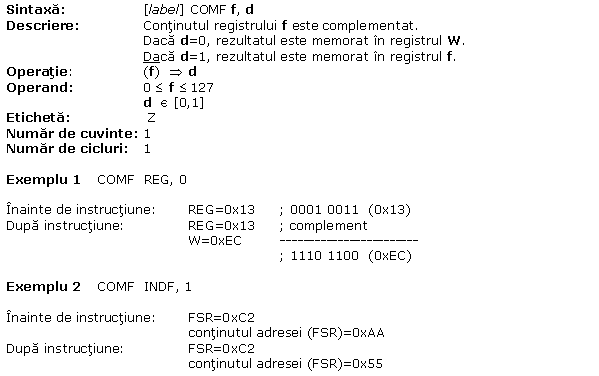 Sintaxă: [label] COMF f, d
Descriere: Conţinutul registrului f este complementat.
Dacă d=0, rezultatul este memorat în registrul W.
Dacă d=1, rezultatul este memorat în registrul f.
Operaţie: (f) ⇒ d
Operand: 0 ≤ f ≤ 127
d ∈ [0,1]
Etichetă: Z
Număr de cuvinte: 1
Număr de cicluri: 1
Exemplu 1 COMF REG, 0
Înainte de instrucţiune: REG=0x13 ; 0001 0011 (0x13)
După instrucţiune: REG=0x13 ; complement
W=0xEC ------------------------
; 1110 1100 (0xEC)
Exemplu 2 COMF INDF, 1
Înainte de instrucţiune: FSR=0xC2
conţinutul adresei (FSR)=0xAA
După instrucţiune: FSR=0xC2
conţinutul adresei (FSR)=0x55